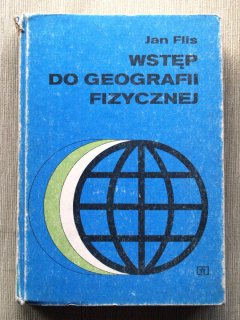 Jan Flis
WSTĘP
DO GEOGRAFII
FIZYCZNEJ